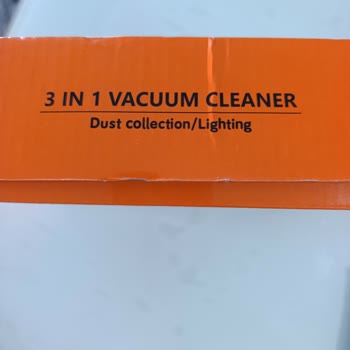 3 IN 1 VACUUM CLEANER
Dust collection/Lighting